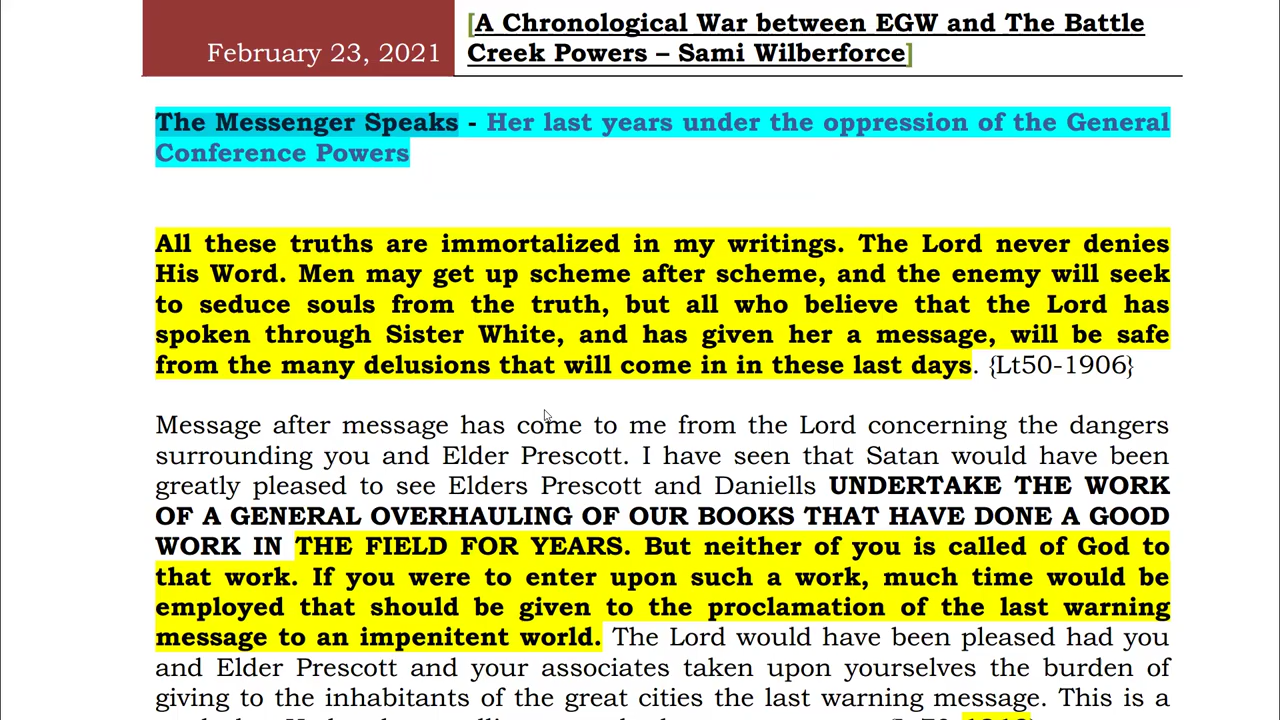 February 23, 2021
[A Chronological War between EGW and The Battle
Creek Powers – Sami Wilberforce]
The Messenger Speaks - Her last years under the oppression of the General
Conference Powers
All these truths are immortalized in my writings. The Lord never denies
His Word. Men may get up scheme after scheme, and the enemy will seek
to seduce souls from the truth, but all who believe that the Lord has
spoken through Sister White, and has given her a message, will be safe
from the many delusions that will come in in these last days. {Lt50-1906}
Message after message has come to me from the Lord concerning the dangers
surrounding you and Elder Prescott. I have seen that Satan would have been
greatly pleased to see Elders Prescott and Daniells UNDERTAKE THE WORK
OF A GENERAL OVERHAULING OF OUR BOOKS THAT HAVE DONE A GOOD
WORK IN THE FIELD FOR YEARS. But neither of you is called of God to
that work. If you were to enter upon such a work, much time would be
employed that should be given to the proclamation of the last warning
message to an impenitent world. The Lord would have been pleased had you
and Elder Prescott and your associates taken upon yourselves the burden of
giving to the inhabitants of the great cities the last warning message. This is a